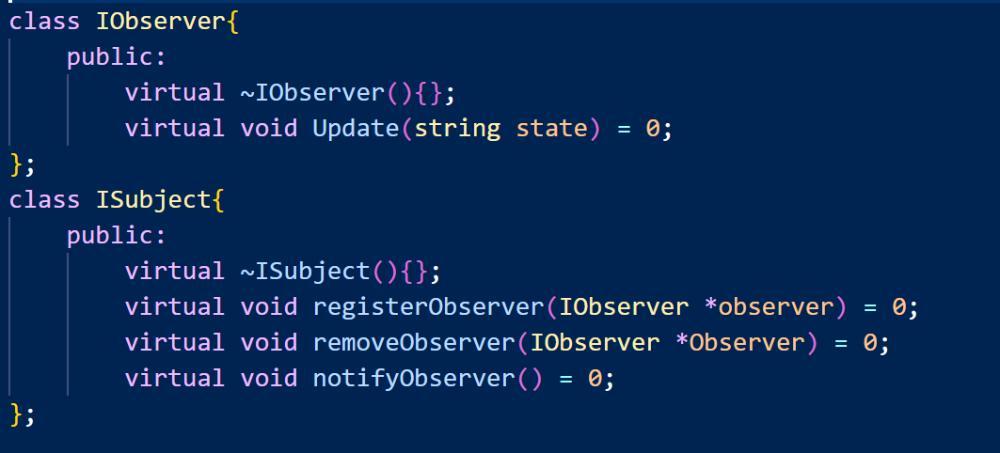 class IObserver{
    public:
        virtual ~IObserver(){};
        virtual void Update(string state) = 0;
};
class ISubject{
    public:
        virtual ~ISubject(){};
        virtual void registerObserver(IObserver *observer) = 0;
        virtual void removeObserver(IObserver *Observer) = 0;
        virtual void notifyObserver() = 0;
};